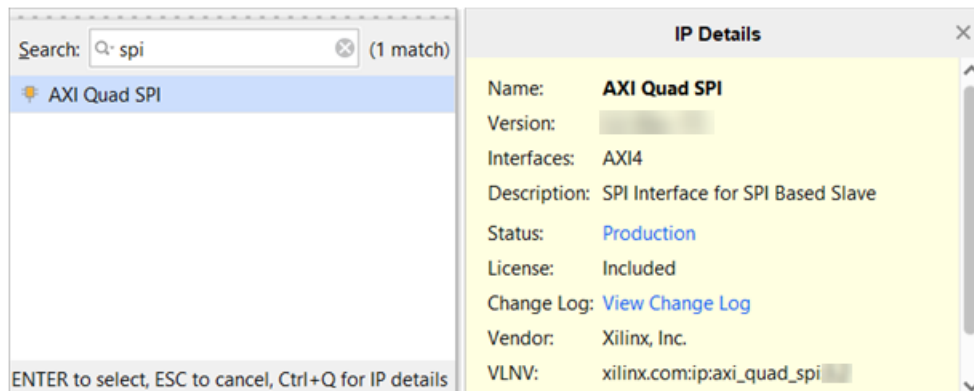 Search: spi (1 match)
AXI Quad SPI
ENTER to select, ESC to cancel, Ctrl+Q for IP details
IP Details
Name: AXI Quad SPI
Version:
Interfaces: AXI4
Description: SPI Interface for SPI Based Slave
Status: Production
License: Included
Change Log: View Change Log
Vendor: Xilinx, Inc.
VLNV: xilinx.com:ip:axi_quad_spi